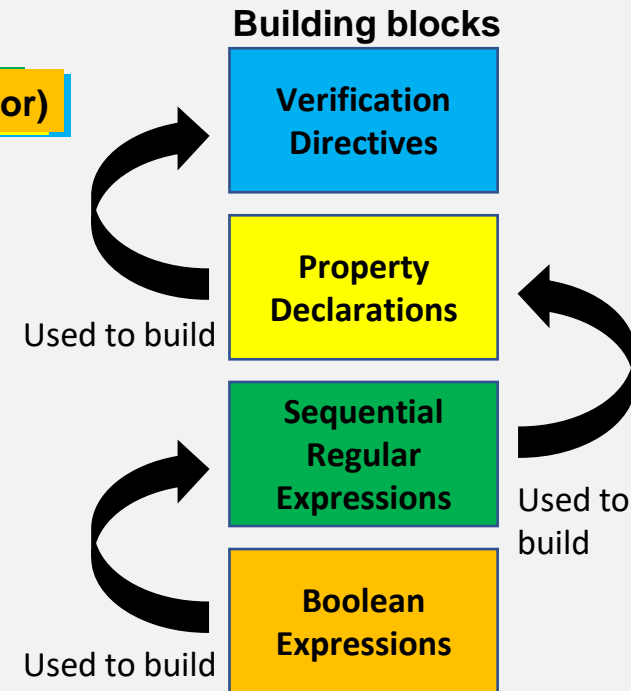 Building blocks
or)
Verification
Directives
Property
Declarations
Used to build
Sequential
Regular
Expressions
Used to
build
Boolean
Expressions
Used to build